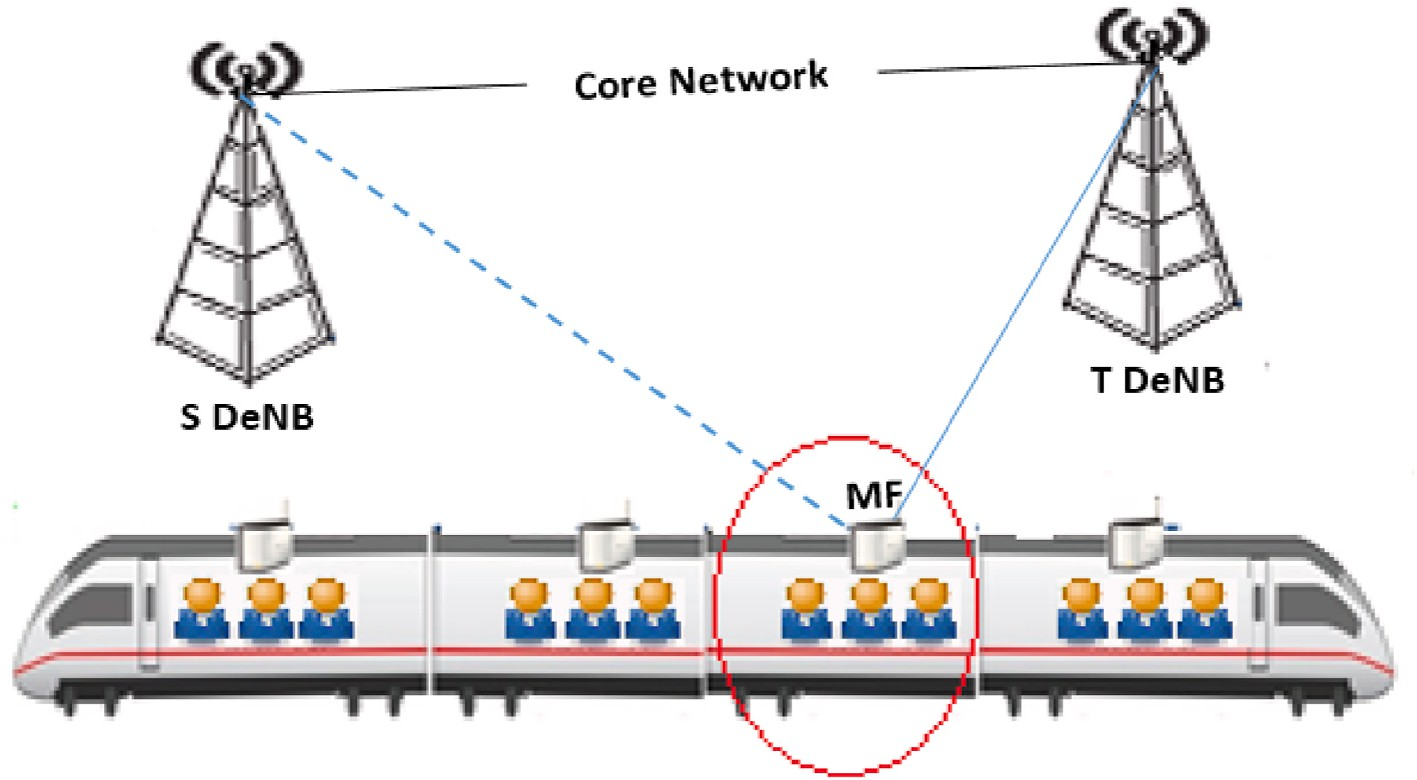 Core Network
S DeNB
T DeNB
MF